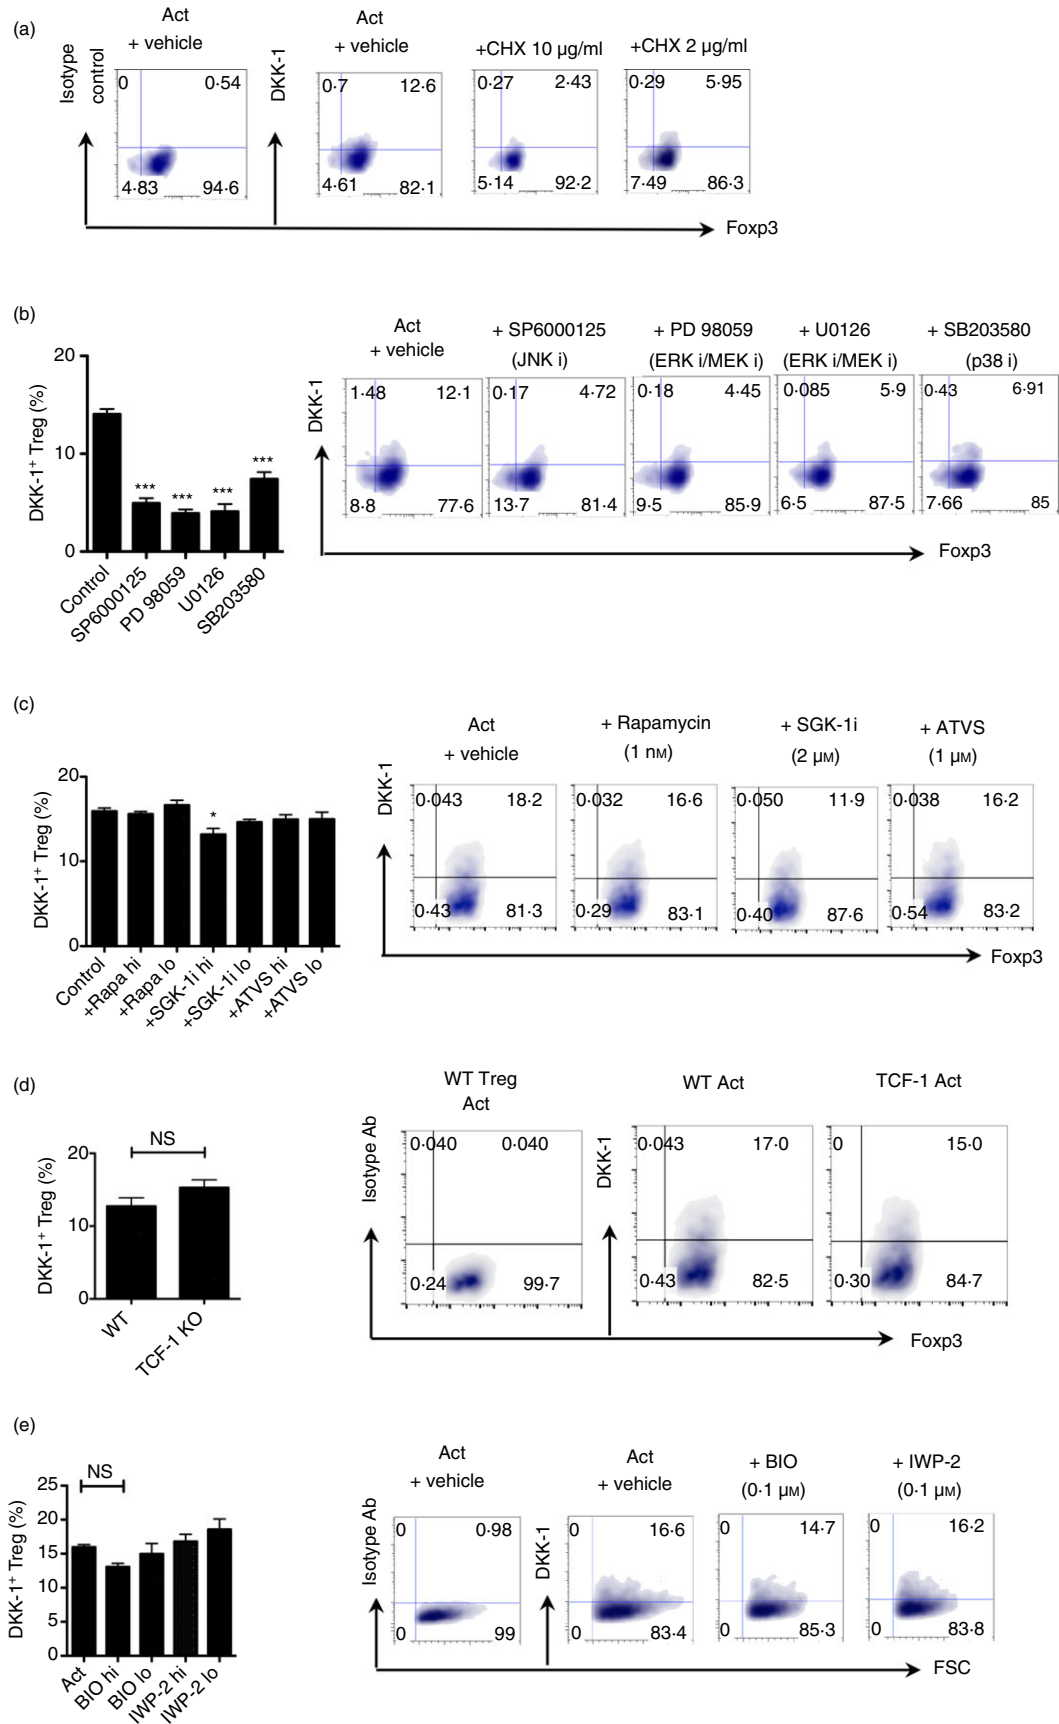 (a)
Act
+ vehicle
Act
+ vehicle
+CHX 10 µg/ml
+CHX 2 µg/ml
Isotype
control
DKK-1
0 0·54
4·83 94·6
0·7 12·6
4·61 82·1
0·27 2·43
5·14 92·2
0·29 5·95
7·49 86·3
Foxp3
(b)
DKK-1+ Treg (%)
20
10
0
***
***
***
***
Control
SP6000125
PD 98059
U0126
SB203580
Act
+ vehicle
+ SP6000125
(JNK i)
+ PD 98059
(ERK i/MEK i)
+ U0126
(ERK i/MEK i)
+ SB203580
(p38 i)
DKK-1
1·48 12·1
8·8 77·6
0·17 4·72
13·7 81·4
0·18 4·45
9·5 85·9
0·085 5·9
6·5 87·5
0·43 6·91
7·66 85
Foxp3
(c)
DKK-1+ Treg (%)
20
10
0
*
Control
+Rapa hi
+Rapa lo
+SGK-1i hi
+SGK-1i lo
+ATVS hi
+ATVS lo
Act
+ vehicle
+ Rapamycin
(1 nM)
+ SGK-1i
(2 µM)
+ ATVS
(1 µM)
DKK-1
0·043 18·2
0·43 81·3
0·032 16·6
0·29 83·1
0·050 11·9
0·40 87·6
0·038 16·2
0·54 83·2
Foxp3
(d)
DKK-1+ Treg (%)
20
10
0
NS
WT
TCF-1 KO
WT Treg
Act
WT Act
TCF-1 Act
Isotype Ab
DKK-1
0·040 0·040
0·24 99·7
0·043 17·0
0·43 82·5
0 15·0
0·30 84·7
Foxp3
(e)
DKK-1+ Treg (%)
25
20
15
10
5
0
NS
Act
BIO hi
BIO lo
IWP-2 hi
IWP-2 lo
Act
+ vehicle
Act
+ vehicle
+ BIO
(0·1 µM)
+ IWP-2
(0·1 µM)
Isotype Ab
DKK-1
0 0·98
0 99
0 16·6
0 83·4
0 14·7
0 85·3
0 16·2
0 83·8
FSC